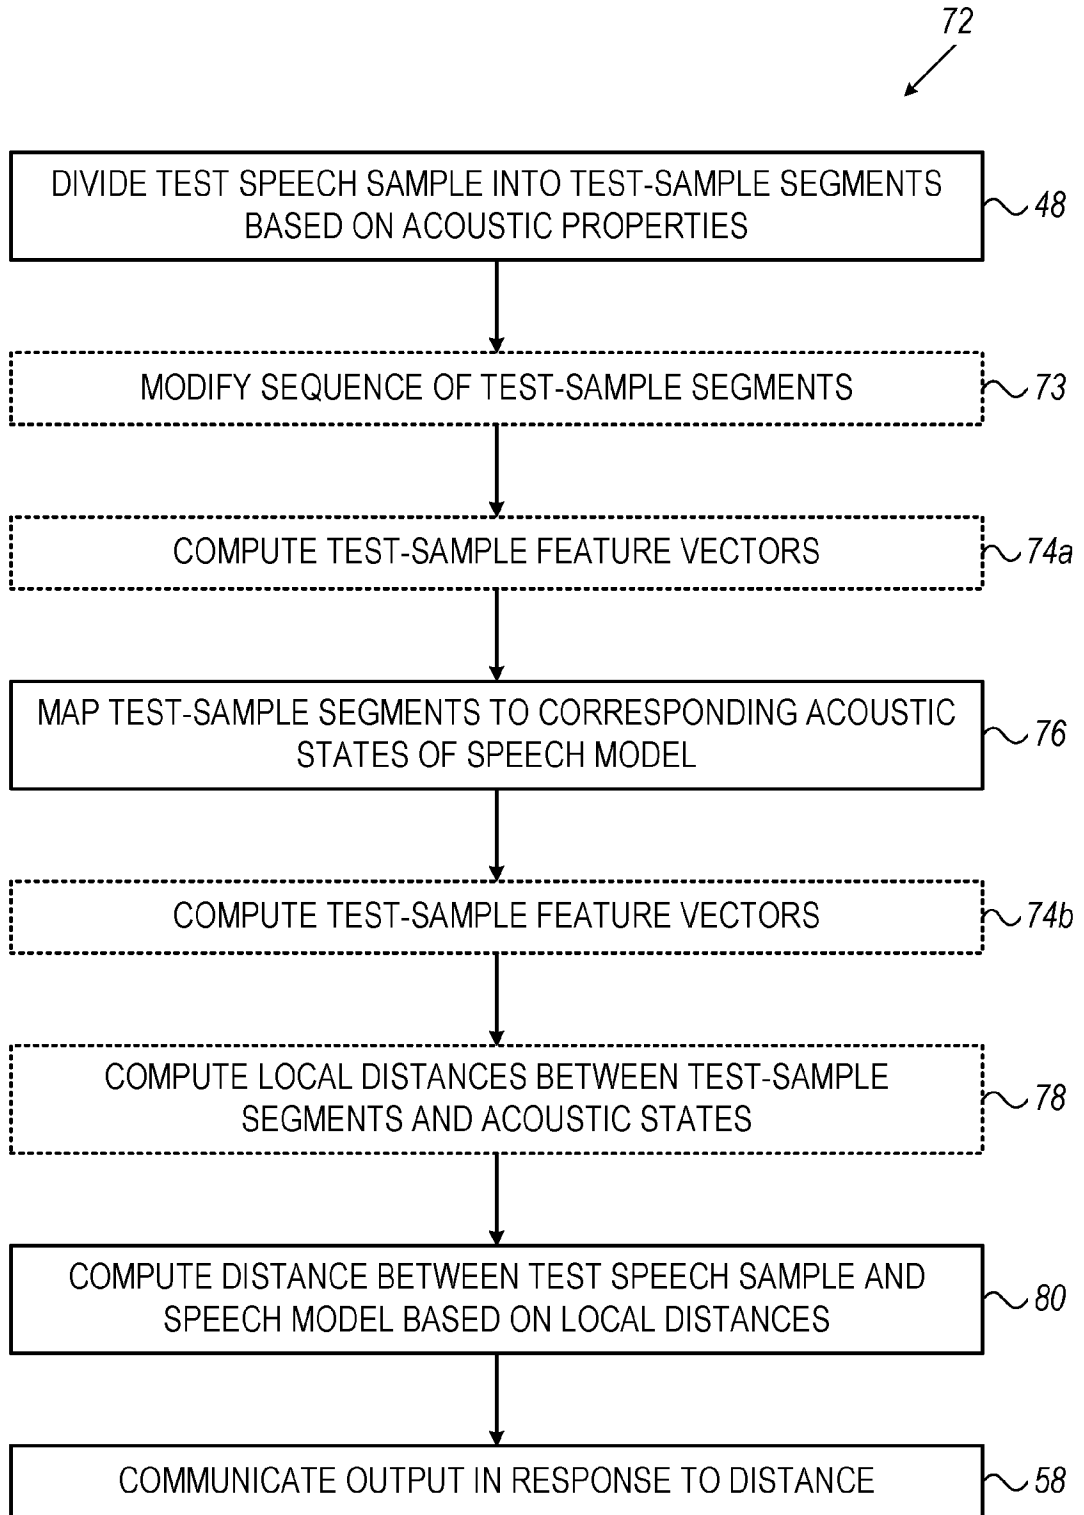 72
DIVIDE TEST SPEECH SAMPLE INTO TEST-SAMPLE SEGMENTS
BASED ON ACOUSTIC PROPERTIES
48
MODIFY SEQUENCE OF TEST-SAMPLE SEGMENTS
73
COMPUTE TEST-SAMPLE FEATURE VECTORS
74a
MAP TEST-SAMPLE SEGMENTS TO CORRESPONDING ACOUSTIC
STATES OF SPEECH MODEL
76
COMPUTE TEST-SAMPLE FEATURE VECTORS
74b
COMPUTE LOCAL DISTANCES BETWEEN TEST-SAMPLE
SEGMENTS AND ACOUSTIC STATES
78
COMPUTE DISTANCE BETWEEN TEST SPEECH SAMPLE AND
SPEECH MODEL BASED ON LOCAL DISTANCES
80
COMMUNICATE OUTPUT IN RESPONSE TO DISTANCE
58